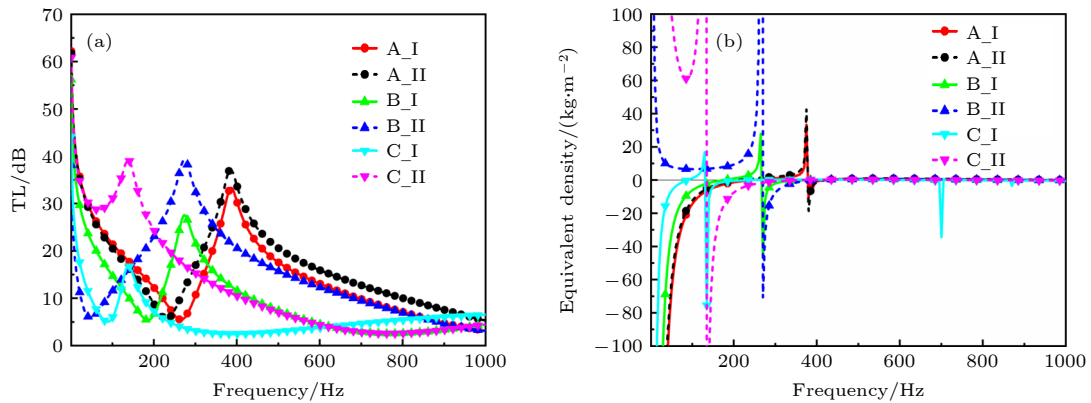 (a)
TL/dB
70
60
50
40
30
20
10
0
0
200
400
600
800
1000
Frequency/Hz
A_I
A_II
B_I
B_II
C_I
C_II
(b)
Equivalent density/(kg·m−2)
100
80
60
40
20
0
−20
−40
−60
−80
−100
200
400
600
800
1000
Frequency/Hz
A_I
A_II
B_I
B_II
C_I
C_II